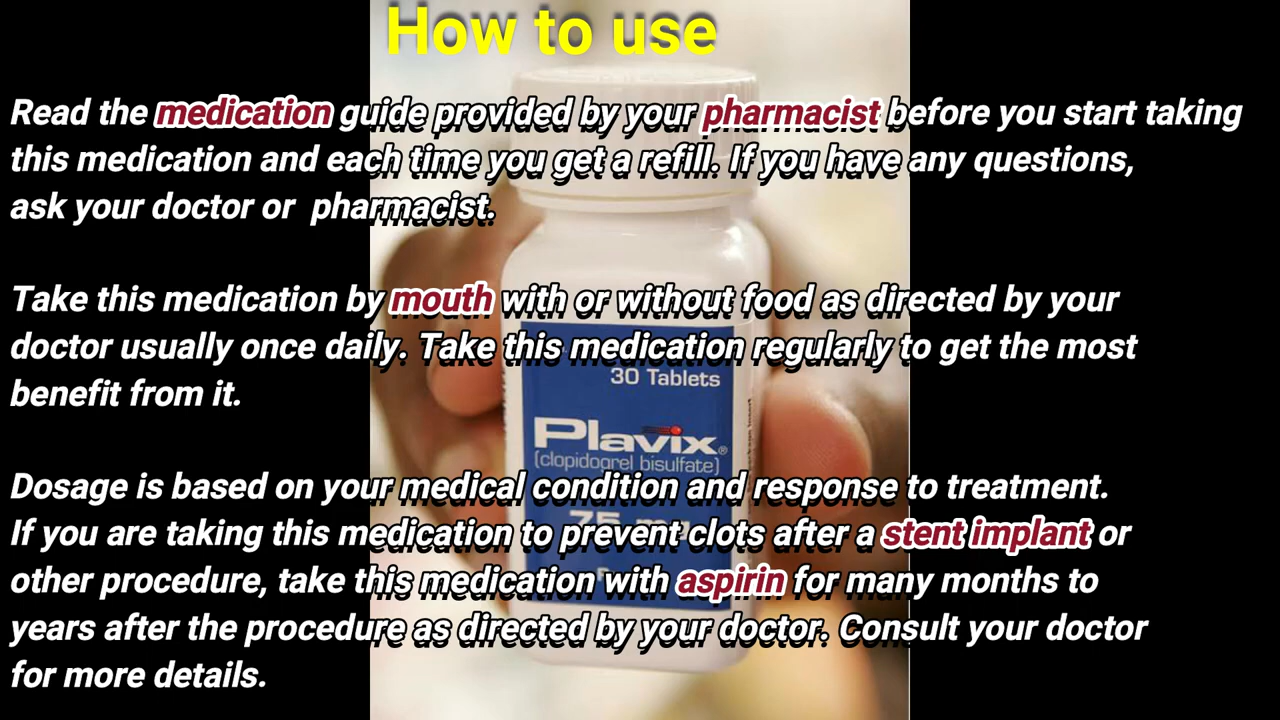 How to use
Read the medication guide provided by your pharmacist before you start taking
this medication and each time you get a refill. If you have any questions,
ask your doctor or  pharmacist.
Take this medication by mouth with or without food as directed by your
doctor usually once daily. Take this medication regularly to get the most
benefit from it.
30 Tablets
Plavix®
(clopidogrel bisulfate)
Dosage is based on your medical condition and response to treatment.
75 mg
If you are taking this medication to prevent clots after a stent implant or
other procedure, take this medication with aspirin for many months to
years after the procedure as directed by your doctor. Consult your doctor
for more details.